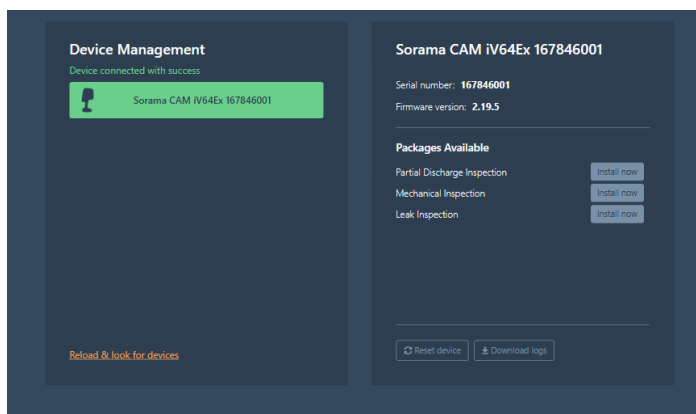 Device Management
Device connected with success
Sorama CAM iV64Ex 167846001
Reload & look for devices
Sorama CAM iV64Ex 167846001
Serial number: 167846001
Firmware version: 2.19.5
Packages Available
Partial Discharge Inspection Install now
Mechanical Inspection Install now
Leak Inspection Install now
Reset device Download logs